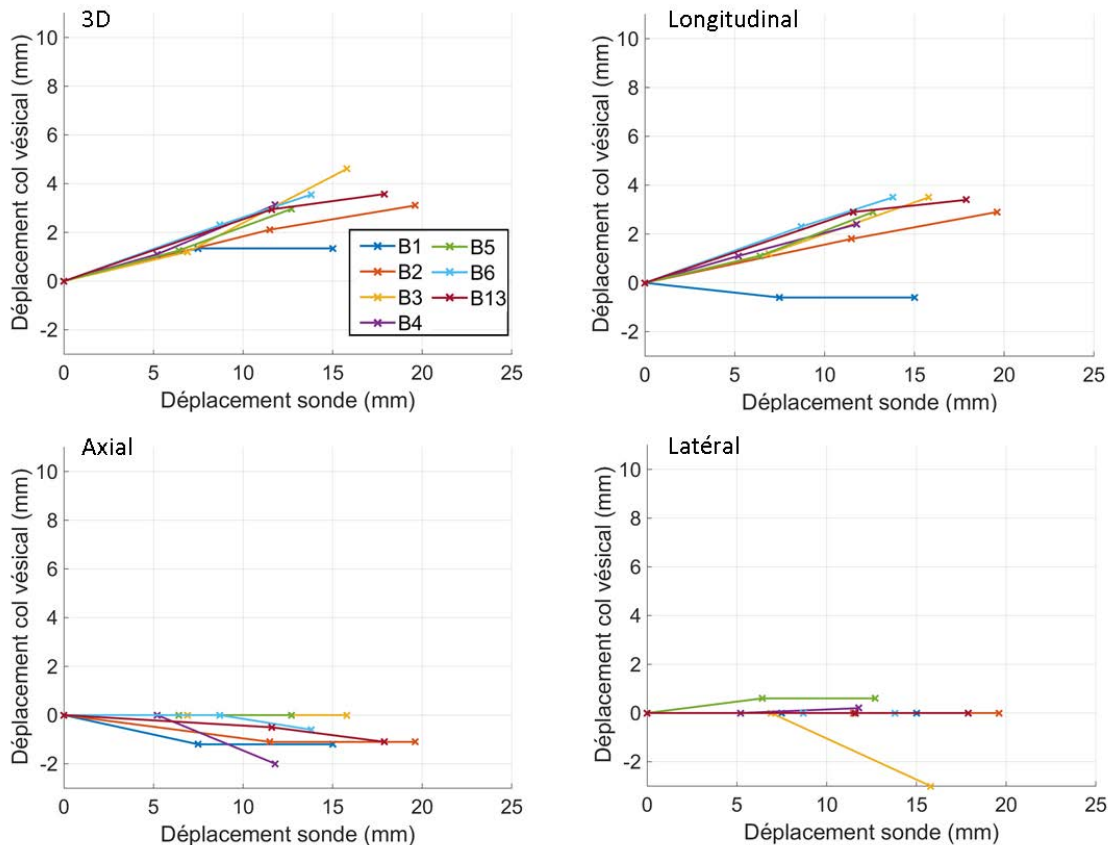 3D
Déplacement col vésical (mm)
10
8
6
4
2
0
-2
0 5 10 15 20 25
Déplacement sonde (mm)
B1 B5
B2 B6
B3 B13
B4
Longitudinal
Déplacement col vésical (mm)
10
8
6
4
2
0
-2
0 5 10 15 20 25
Déplacement sonde (mm)
Axial
Déplacement col vésical (mm)
10
8
6
4
2
0
-2
0 5 10 15 20 25
Déplacement sonde (mm)
Latéral
Déplacement col vésical (mm)
10
8
6
4
2
0
-2
0 5 10 15 20 25
Déplacement sonde (mm)